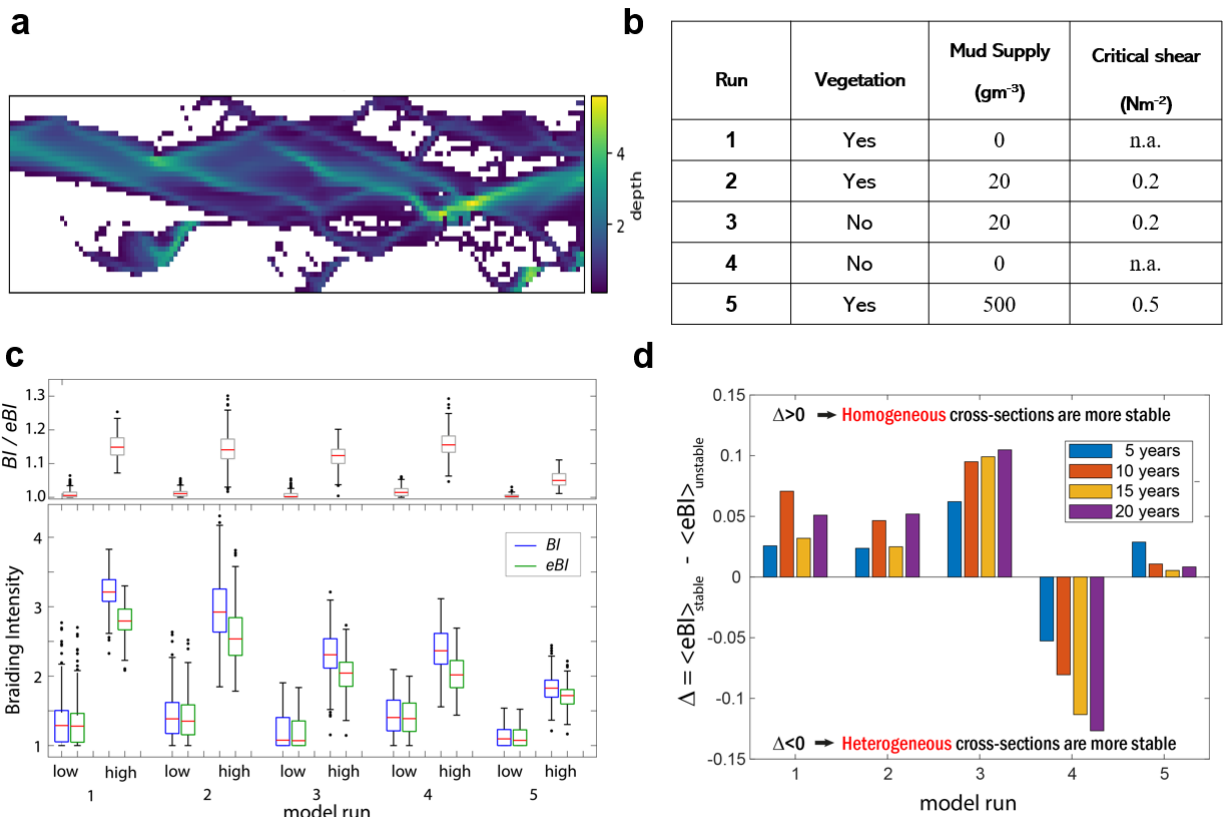 a
4
2
depth
b
Run
Vegetation
Mud Supply
(gm⁻³)
Critical shear
(Nm⁻²)
1 Yes 0 n.a.
2 Yes 20 0.2
3 No 20 0.2
4 No 0 n.a.
5 Yes 500 0.5
c
BI / eBI
1.3
1.2
1.1
1.0
Braiding Intensity
4
3
2
1
BI
eBI
low high low high low high low high low high
1 2 3 4 5
model run
d
Δ = <eBI>stable - <eBI>unstable
0.15
0.1
0.05
0
-0.05
-0.1
-0.15
Δ>0 ➡ Homogeneous cross-sections are more stable
5 years
10 years
15 years
20 years
Δ<0 ➡ Heterogeneous cross-sections are more stable
1 2 3 4 5
model run